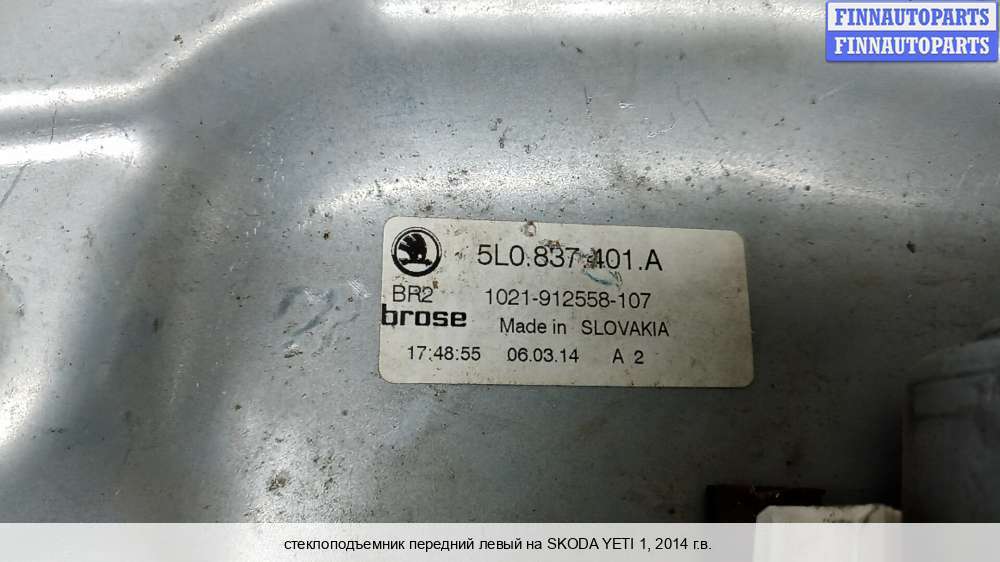 FINNAUTOPARTS
FINNAUTOPARTS
5L0.837.401.A
BR2 1021-912558-107
brose Made in SLOVAKIA
17:48:55 06.03.14 A 2
стеклоподъемник передний левый на SKODA YETI 1, 2014 г.в.